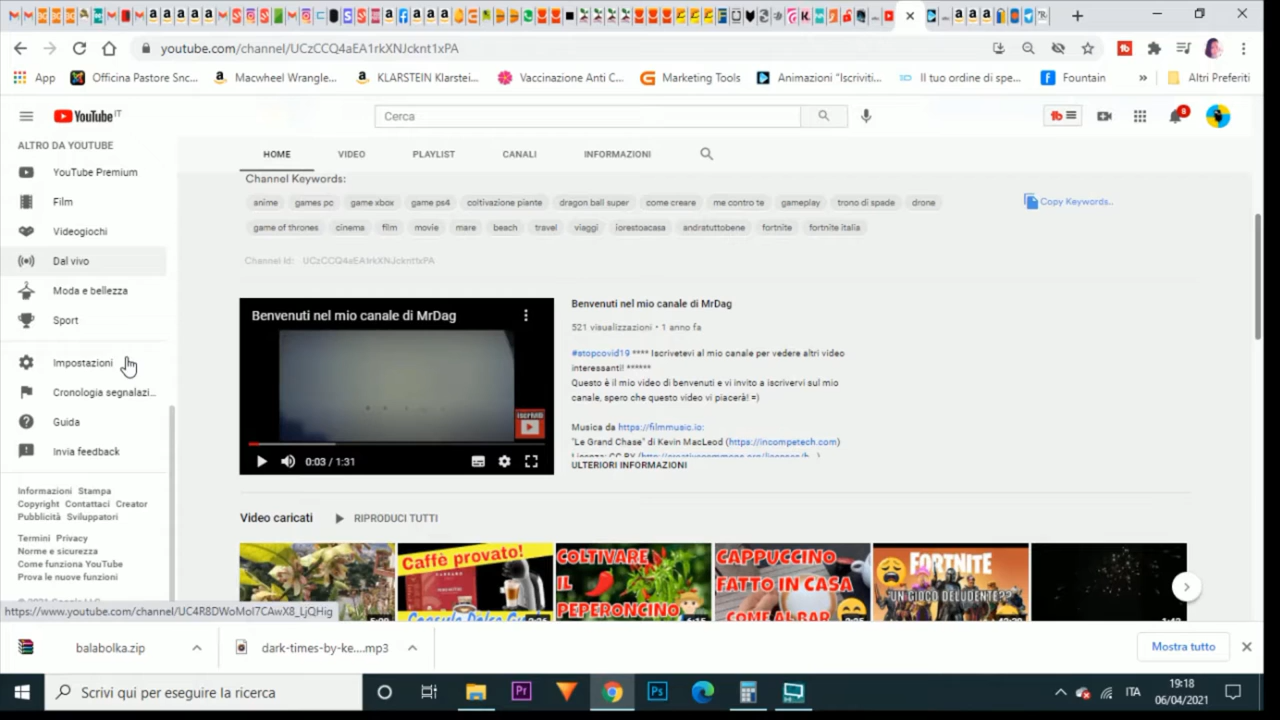 youtube.com/channel/UCzCCQ4aEA1rkXNJcknt1xPA
App Officina Pastore Snc... Macwheel Wrangle... KLARSTEIN Klarstei... Vaccinazione Anti C... Marketing Tools Animazioni "Iscriviti... Il tuo ordine di spe... Fountain » Altri Preferiti
YouTube IT Cerca
ALTRO DA YOUTUBE
YouTube Premium
Film
Videogiochi
Dal vivo
Moda e bellezza
Sport
Impostazioni
Cronologia segnalazi...
Guida
Invia feedback
Informazioni Stampa
Copyright Contattaci Creator
Pubblicità Sviluppatori
Termini Privacy
Norme e sicurezza
Come funziona YouTube
Prova le nuove funzioni
HOME VIDEO PLAYLIST CANALI INFORMAZIONI
Channel Keywords:
anime games pc game xbox game ps4 coltivazione piante dragon ball super come creare me contro te gameplay trono di spade drone
Copy Keywords..
game of thrones cinema film movie mare beach travel viaggi iorestoacasa andratuttobene fortnite fortnite italia
Channel Id: UCzCCQ4aEA1rkXNJcknt1xPA
Benvenuti nel mio canale di MrDag
ISCRIVITI
0:03 / 1:31
Benvenuti nel mio canale di MrDag
521 visualizzazioni • 1 anno fa
#stopcovid19 **** Iscrivetevi al mio canale per vedere altri video
interessanti! ******
Questo è il mio video di benvenuti e vi invito a iscrivervi sul mio
canale, spero che questo video vi piacerà! =)
Musica da https://filmmusic.io:
"Le Grand Chase" di Kevin MacLeod (https://incompetech.com)
ULTERIORI INFORMAZIONI
Video caricati RIPRODUCI TUTTI
Caffè provato!
Capsule Dolce Gu
COLTIVARE
IL
PEPERONCINO
CAPPUCCINO
FATTO IN CASA
COME AL BAR
FORTNITE
"UN GIOCO DELUDENTE??"
https://www.youtube.com/channel/UC4R8DWoMoI7CAwX8_LjQHig
balabolka.zip dark-times-by-ke....mp3 Mostra tutto
Scrivi qui per eseguire la ricerca
ITA
19:18
06/04/2021